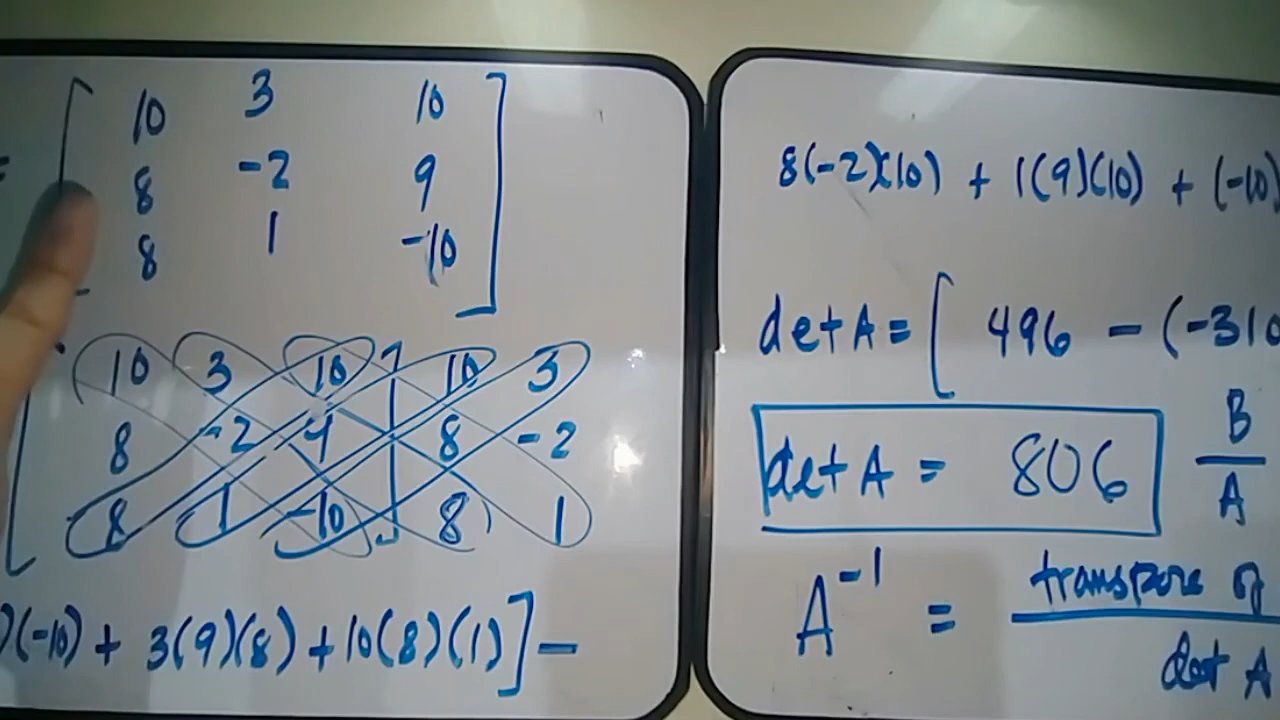 = [ 10 3 10
8 -2 9
8 1 -10 ]
[ 10 3 10 ] 10 3
8 -2 9 8 -2
8 1 -10 8 1
)(-10) + 3(9)(8) + 10(8)(1)] -
8(-2)(10) + 1(9)(10) + (-10)
det A = [ 496 - (-310
det A = 806
B
A
A⁻¹ = transpose of
det A